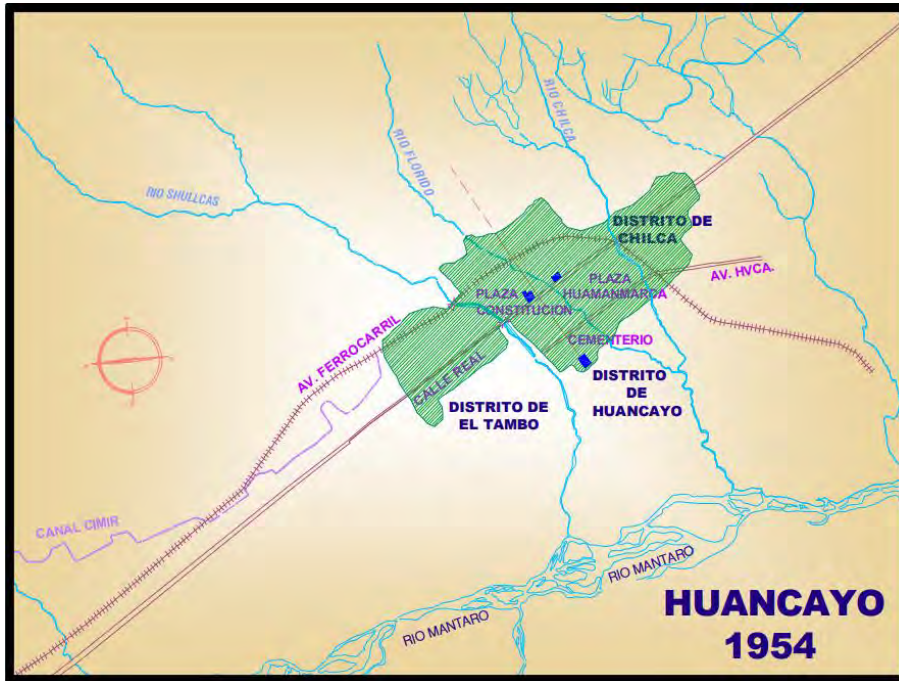 RIO CHILCA
RIO FLORIDO
RIO SHULLCAS
DISTRITO DE
CHILCA
AV. HVCA.
PLAZA
HUAMANMARCA
PLAZA
CONSTITUCION
CEMENTERIO
AV. FERROCARRIL
CALLE REAL
DISTRITO
DE
HUANCAYO
DISTRITO DE
EL TAMBO
CANAL CIMIR
RIO MANTARO
RIO MANTARO
HUANCAYO
1954